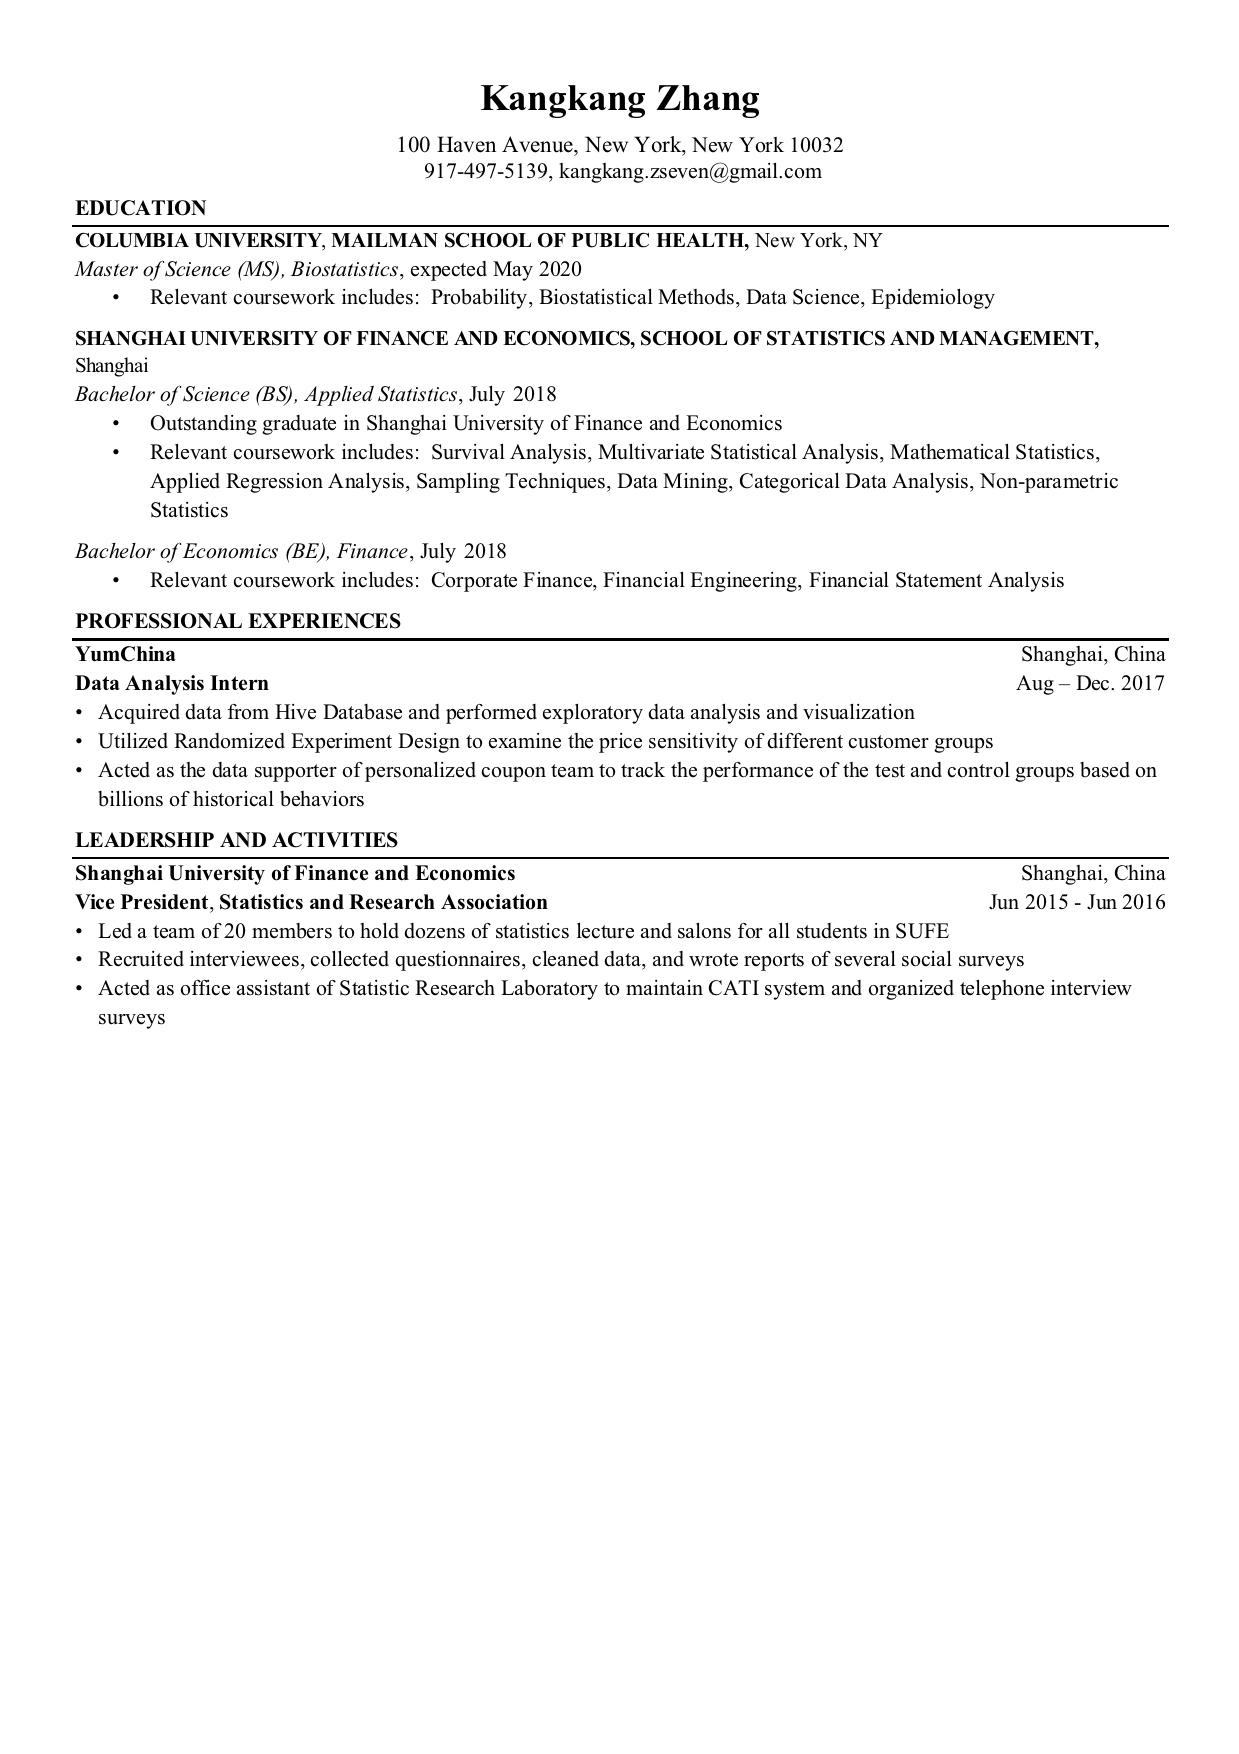 Kangkang Zhang
100 Haven Avenue, New York, New York 10032
917-497-5139, kangkang.zseven@gmail.com
EDUCATION
COLUMBIA UNIVERSITY, MAILMAN SCHOOL OF PUBLIC HEALTH, New York, NY
Master of Science (MS), Biostatistics, expected May 2020
• Relevant coursework includes: Probability, Biostatistical Methods, Data Science, Epidemiology
SHANGHAI UNIVERSITY OF FINANCE AND ECONOMICS, SCHOOL OF STATISTICS AND MANAGEMENT,
Shanghai
Bachelor of Science (BS), Applied Statistics, July 2018
• Outstanding graduate in Shanghai University of Finance and Economics
• Relevant coursework includes: Survival Analysis, Multivariate Statistical Analysis, Mathematical Statistics,
Applied Regression Analysis, Sampling Techniques, Data Mining, Categorical Data Analysis, Non-parametric
Statistics
Bachelor of Economics (BE), Finance, July 2018
• Relevant coursework includes: Corporate Finance, Financial Engineering, Financial Statement Analysis
PROFESSIONAL EXPERIENCES
YumChina Shanghai, China
Data Analysis Intern Aug – Dec. 2017
• Acquired data from Hive Database and performed exploratory data analysis and visualization
• Utilized Randomized Experiment Design to examine the price sensitivity of different customer groups
• Acted as the data supporter of personalized coupon team to track the performance of the test and control groups based on
billions of historical behaviors
LEADERSHIP AND ACTIVITIES
Shanghai University of Finance and Economics Shanghai, China
Vice President, Statistics and Research Association Jun 2015 - Jun 2016
• Led a team of 20 members to hold dozens of statistics lecture and salons for all students in SUFE
• Recruited interviewees, collected questionnaires, cleaned data, and wrote reports of several social surveys
• Acted as office assistant of Statistic Research Laboratory to maintain CATI system and organized telephone interview
surveys